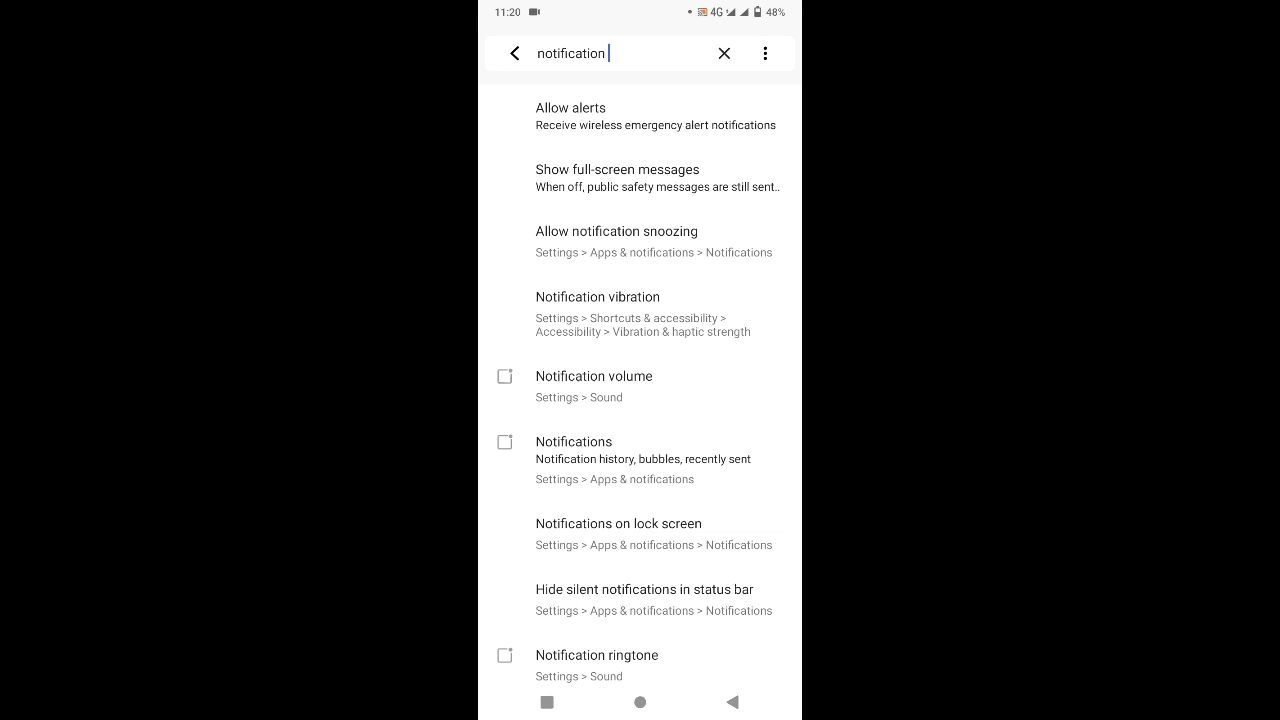 11:20 4G 48%
notification
Allow alerts
Receive wireless emergency alert notifications
Show full-screen messages
When off, public safety messages are still sent..
Allow notification snoozing
Settings > Apps & notifications > Notifications
Notification vibration
Settings > Shortcuts & accessibility >
Accessibility > Vibration & haptic strength
Notification volume
Settings > Sound
Notifications
Notification history, bubbles, recently sent
Settings > Apps & notifications
Notifications on lock screen
Settings > Apps & notifications > Notifications
Hide silent notifications in status bar
Settings > Apps & notifications > Notifications
Notification ringtone
Settings > Sound